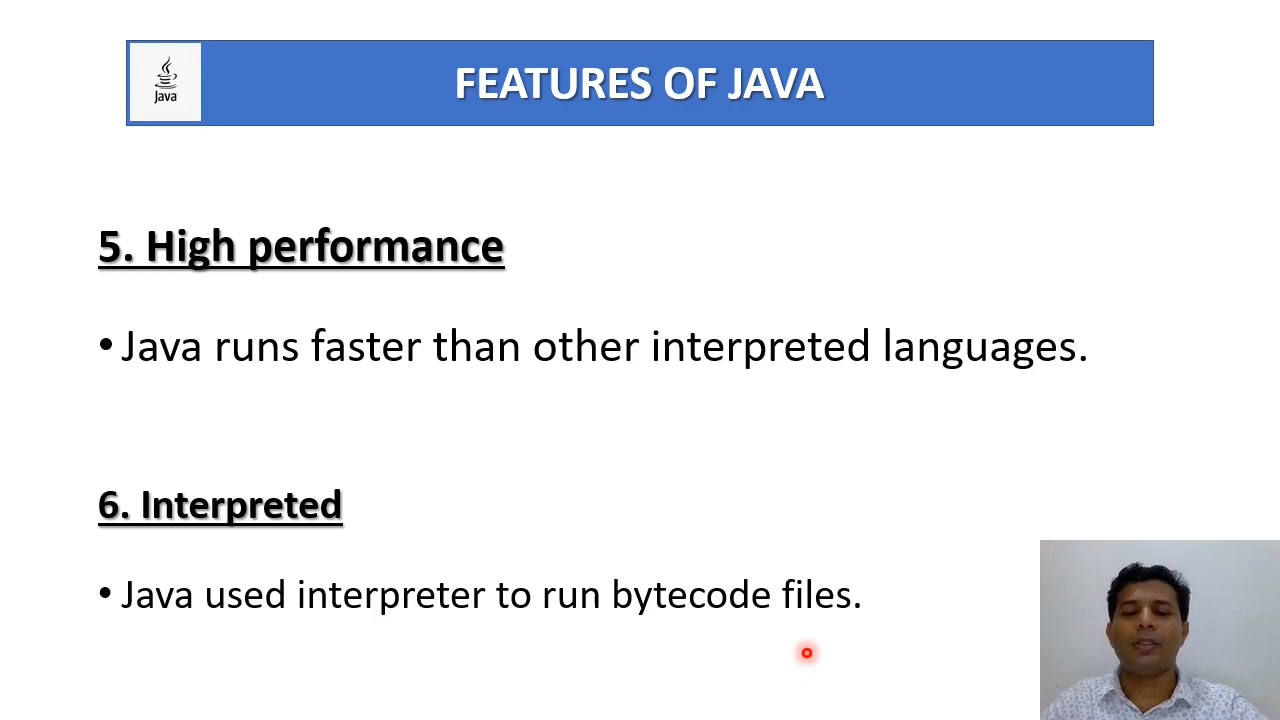 Java
FEATURES OF JAVA
5. High performance
• Java runs faster than other interpreted languages.
6. Interpreted
• Java used interpreter to run bytecode files.